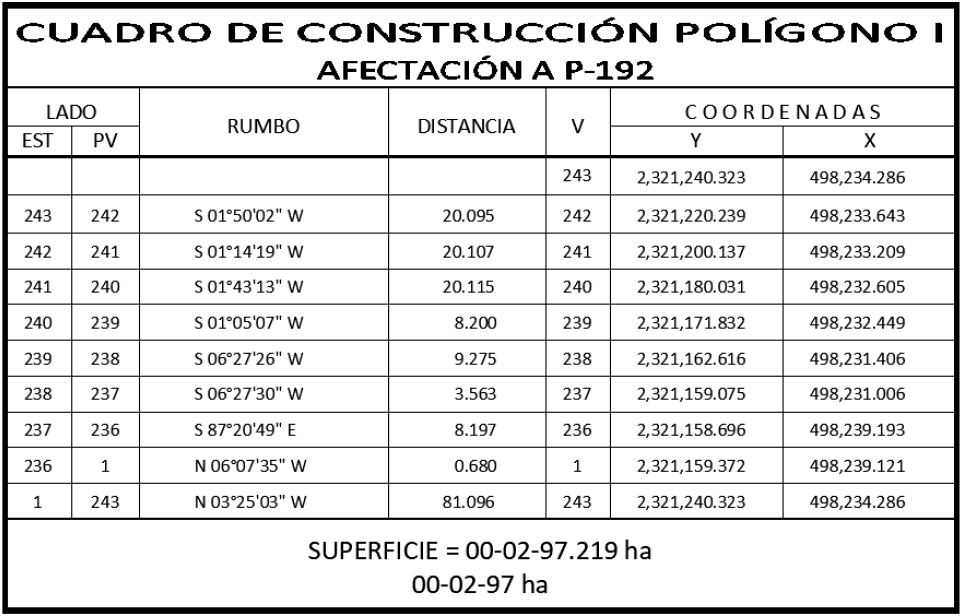 CUADRO DE CONSTRUCCIÓN POLÍGONO I
AFECTACIÓN A P-192
LADO RUMBO DISTANCIA V COORDENADAS
EST PV Y X
243 2,321,240.323 498,234.286
243 242 S 01°50'02" W 20.095 242 2,321,220.239 498,233.643
242 241 S 01°14'19" W 20.107 241 2,321,200.137 498,233.209
241 240 S 01°43'13" W 20.115 240 2,321,180.031 498,232.605
240 239 S 01°05'07" W 8.200 239 2,321,171.832 498,232.449
239 238 S 06°27'26" W 9.275 238 2,321,162.616 498,231.406
238 237 S 06°27'30" W 3.563 237 2,321,159.075 498,231.006
237 236 S 87°20'49" E 8.197 236 2,321,158.696 498,239.193
236 1 N 06°07'35" W 0.680 1 2,321,159.372 498,239.121
1 243 N 03°25'03" W 81.096 243 2,321,240.323 498,234.286
SUPERFICIE = 00-02-97.219 ha
00-02-97 ha